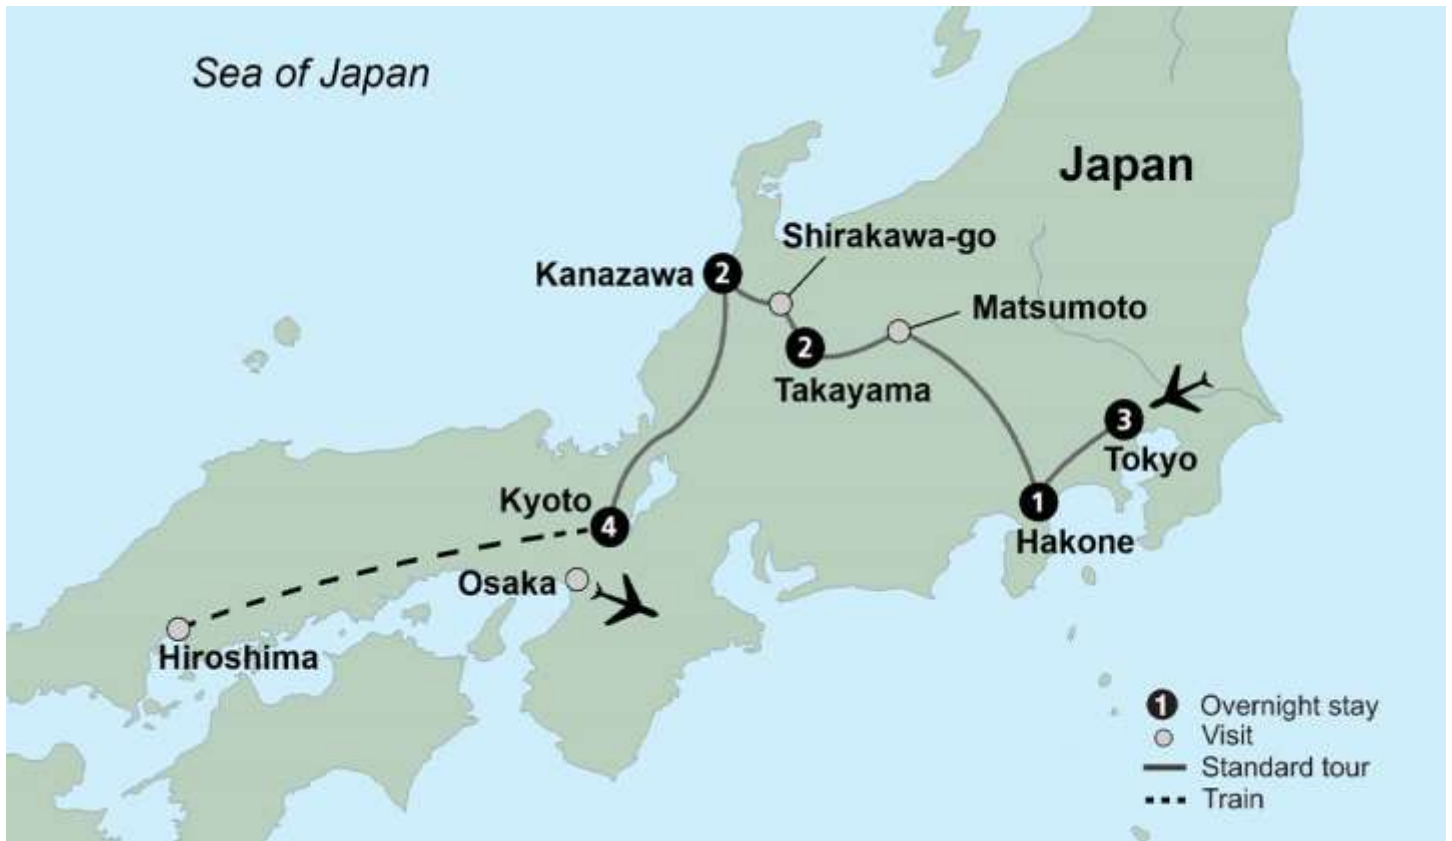 Sea of Japan
Japan
Shirakawa-go
Kanazawa
2
Matsumoto
2
Takayama
3
Tokyo
Kyoto
4
1
Hakone
Osaka
Hiroshima
1 Overnight stay
Visit
Standard tour
Train